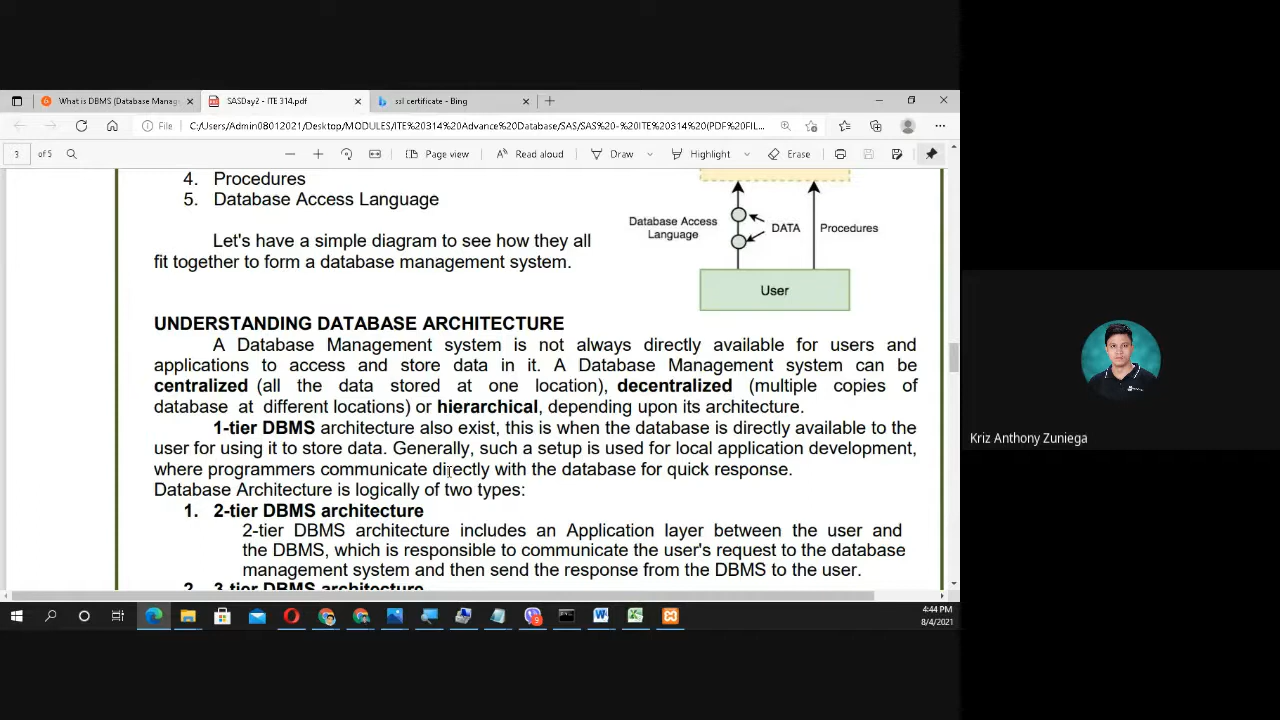 What is DBMS (Database Manag
SASDay2 - ITE 314.pdf
ssl certificate - Bing
File
C:/Users/Admin08012021/Desktop/MODULES/ITE%20314%20Advance%20Database/SAS/SAS%20-%20ITE%20314%20(PDF%20FIL...
3
of 5
Page view
Read aloud
Draw
Highlight
Erase
4. Procedures
5. Database Access Language
Let's have a simple diagram to see how they all
fit together to form a database management system.
Database Access
Language
DATA
Procedures
User
UNDERSTANDING DATABASE ARCHITECTURE
A Database Management system is not always directly available for users and
applications to access and store data in it. A Database Management system can be
centralized (all the data stored at one location), decentralized (multiple copies of
database at different locations) or hierarchical, depending upon its architecture.
1-tier DBMS architecture also exist, this is when the database is directly available to the
user for using it to store data. Generally, such a setup is used for local application development,
where programmers communicate directly with the database for quick response.
Database Architecture is logically of two types:
1. 2-tier DBMS architecture
2-tier DBMS architecture includes an Application layer between the user and
the DBMS, which is responsible to communicate the user's request to the database
management system and then send the response from the DBMS to the user.
2. 3-tier DBMS architecture
9
4:44 PM
8/4/2021
Kriz Anthony Zuniega